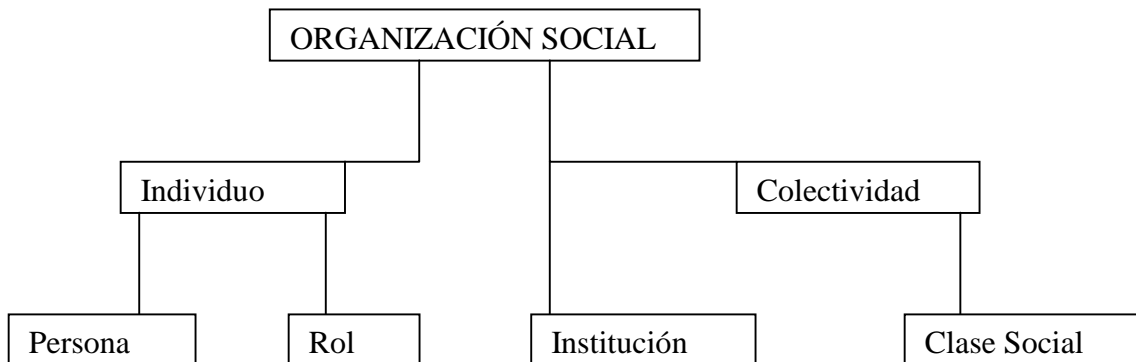 ORGANIZACIÓN SOCIAL
Individuo
Colectividad
Persona
Rol
Institución
Clase Social